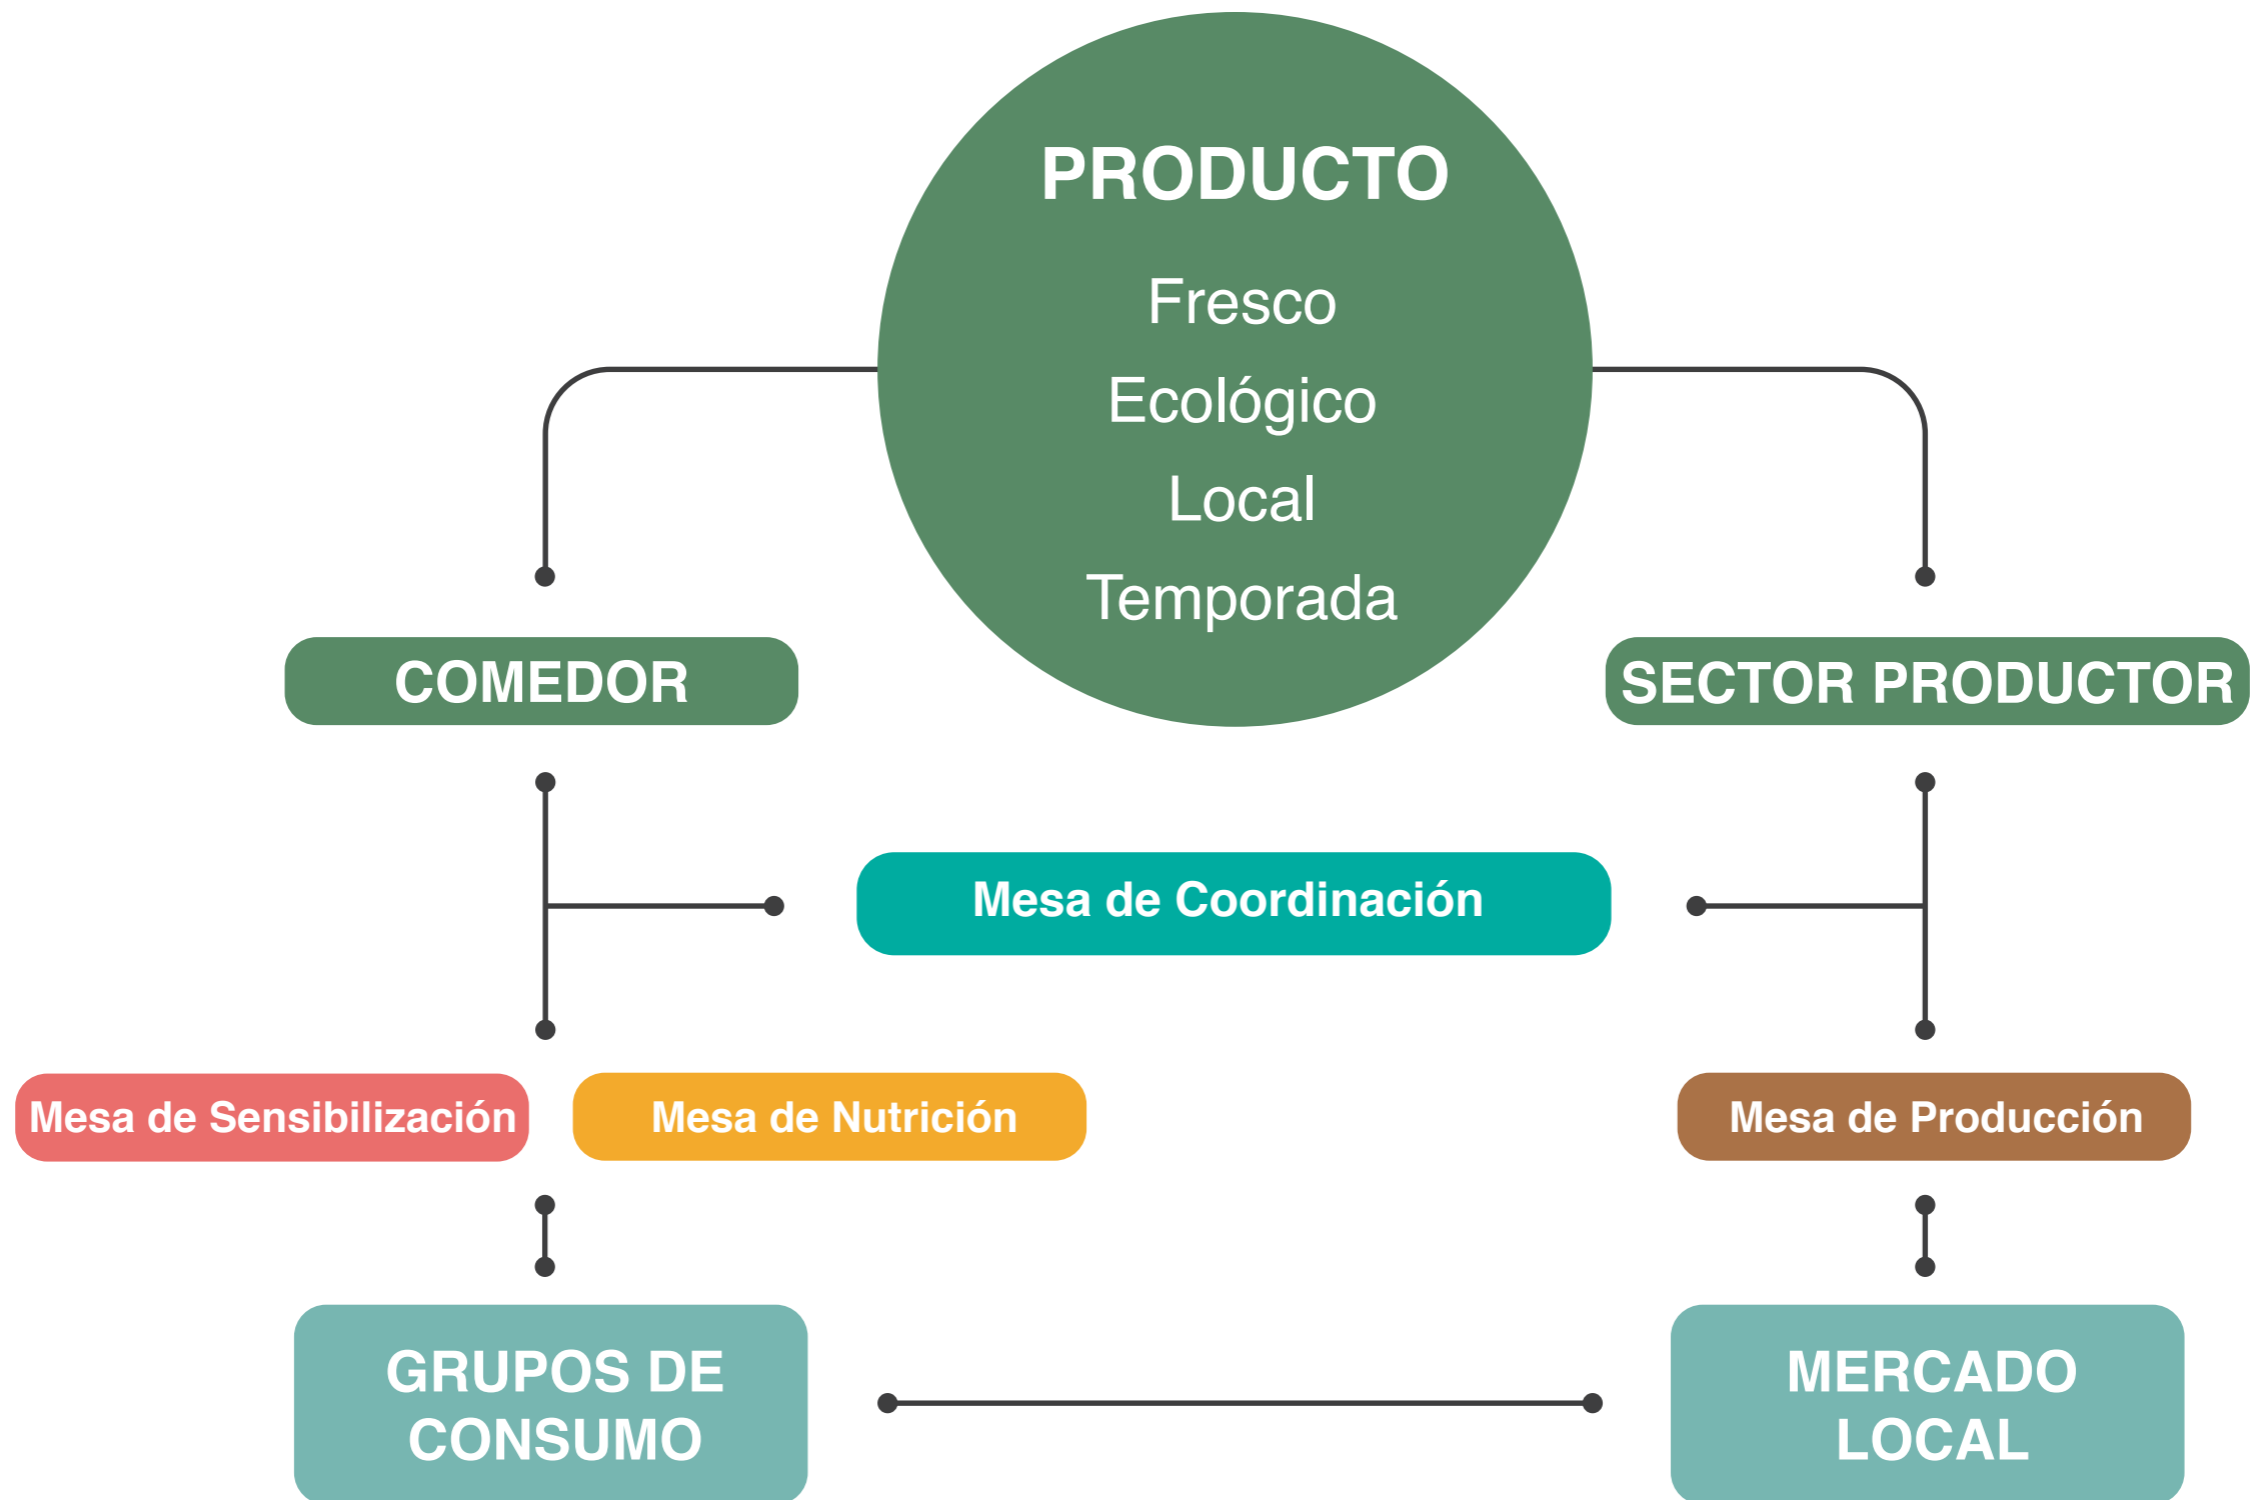 PRODUCTO
Fresco
Ecológico
Local
Temporada
COMEDOR
SECTOR PRODUCTOR
Mesa de Coordinación
Mesa de Sensibilización
Mesa de Nutrición
Mesa de Producción
GRUPOS DE
CONSUMO
MERCADO
LOCAL